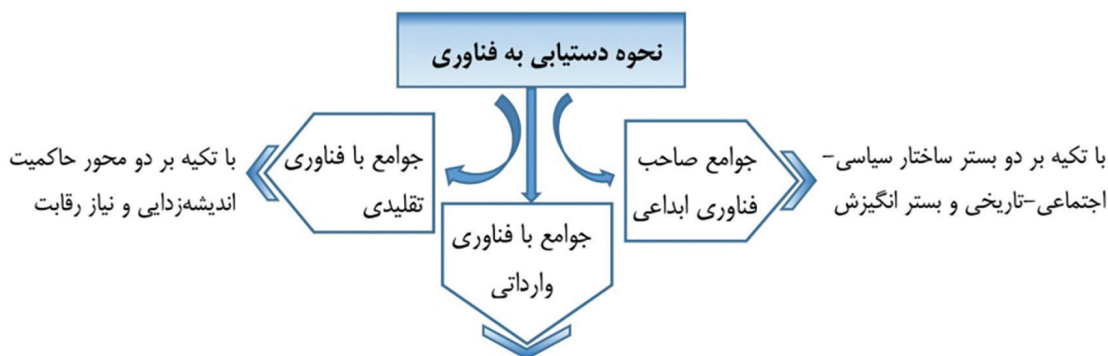 نحوه دستیابی به فناوری
جوامع صاحب
فناوری ابداعی
با تکیه بر دو بستر ساختار سیاسی-
اجتماعی-تاریخی و بستر انگیزش
جوامع با فناوری
وارداتی
جوامع با فناوری
تقلیدی
با تکیه بر دو محور حاکمیت
اندیشه‌زدایی و نیاز رقابت